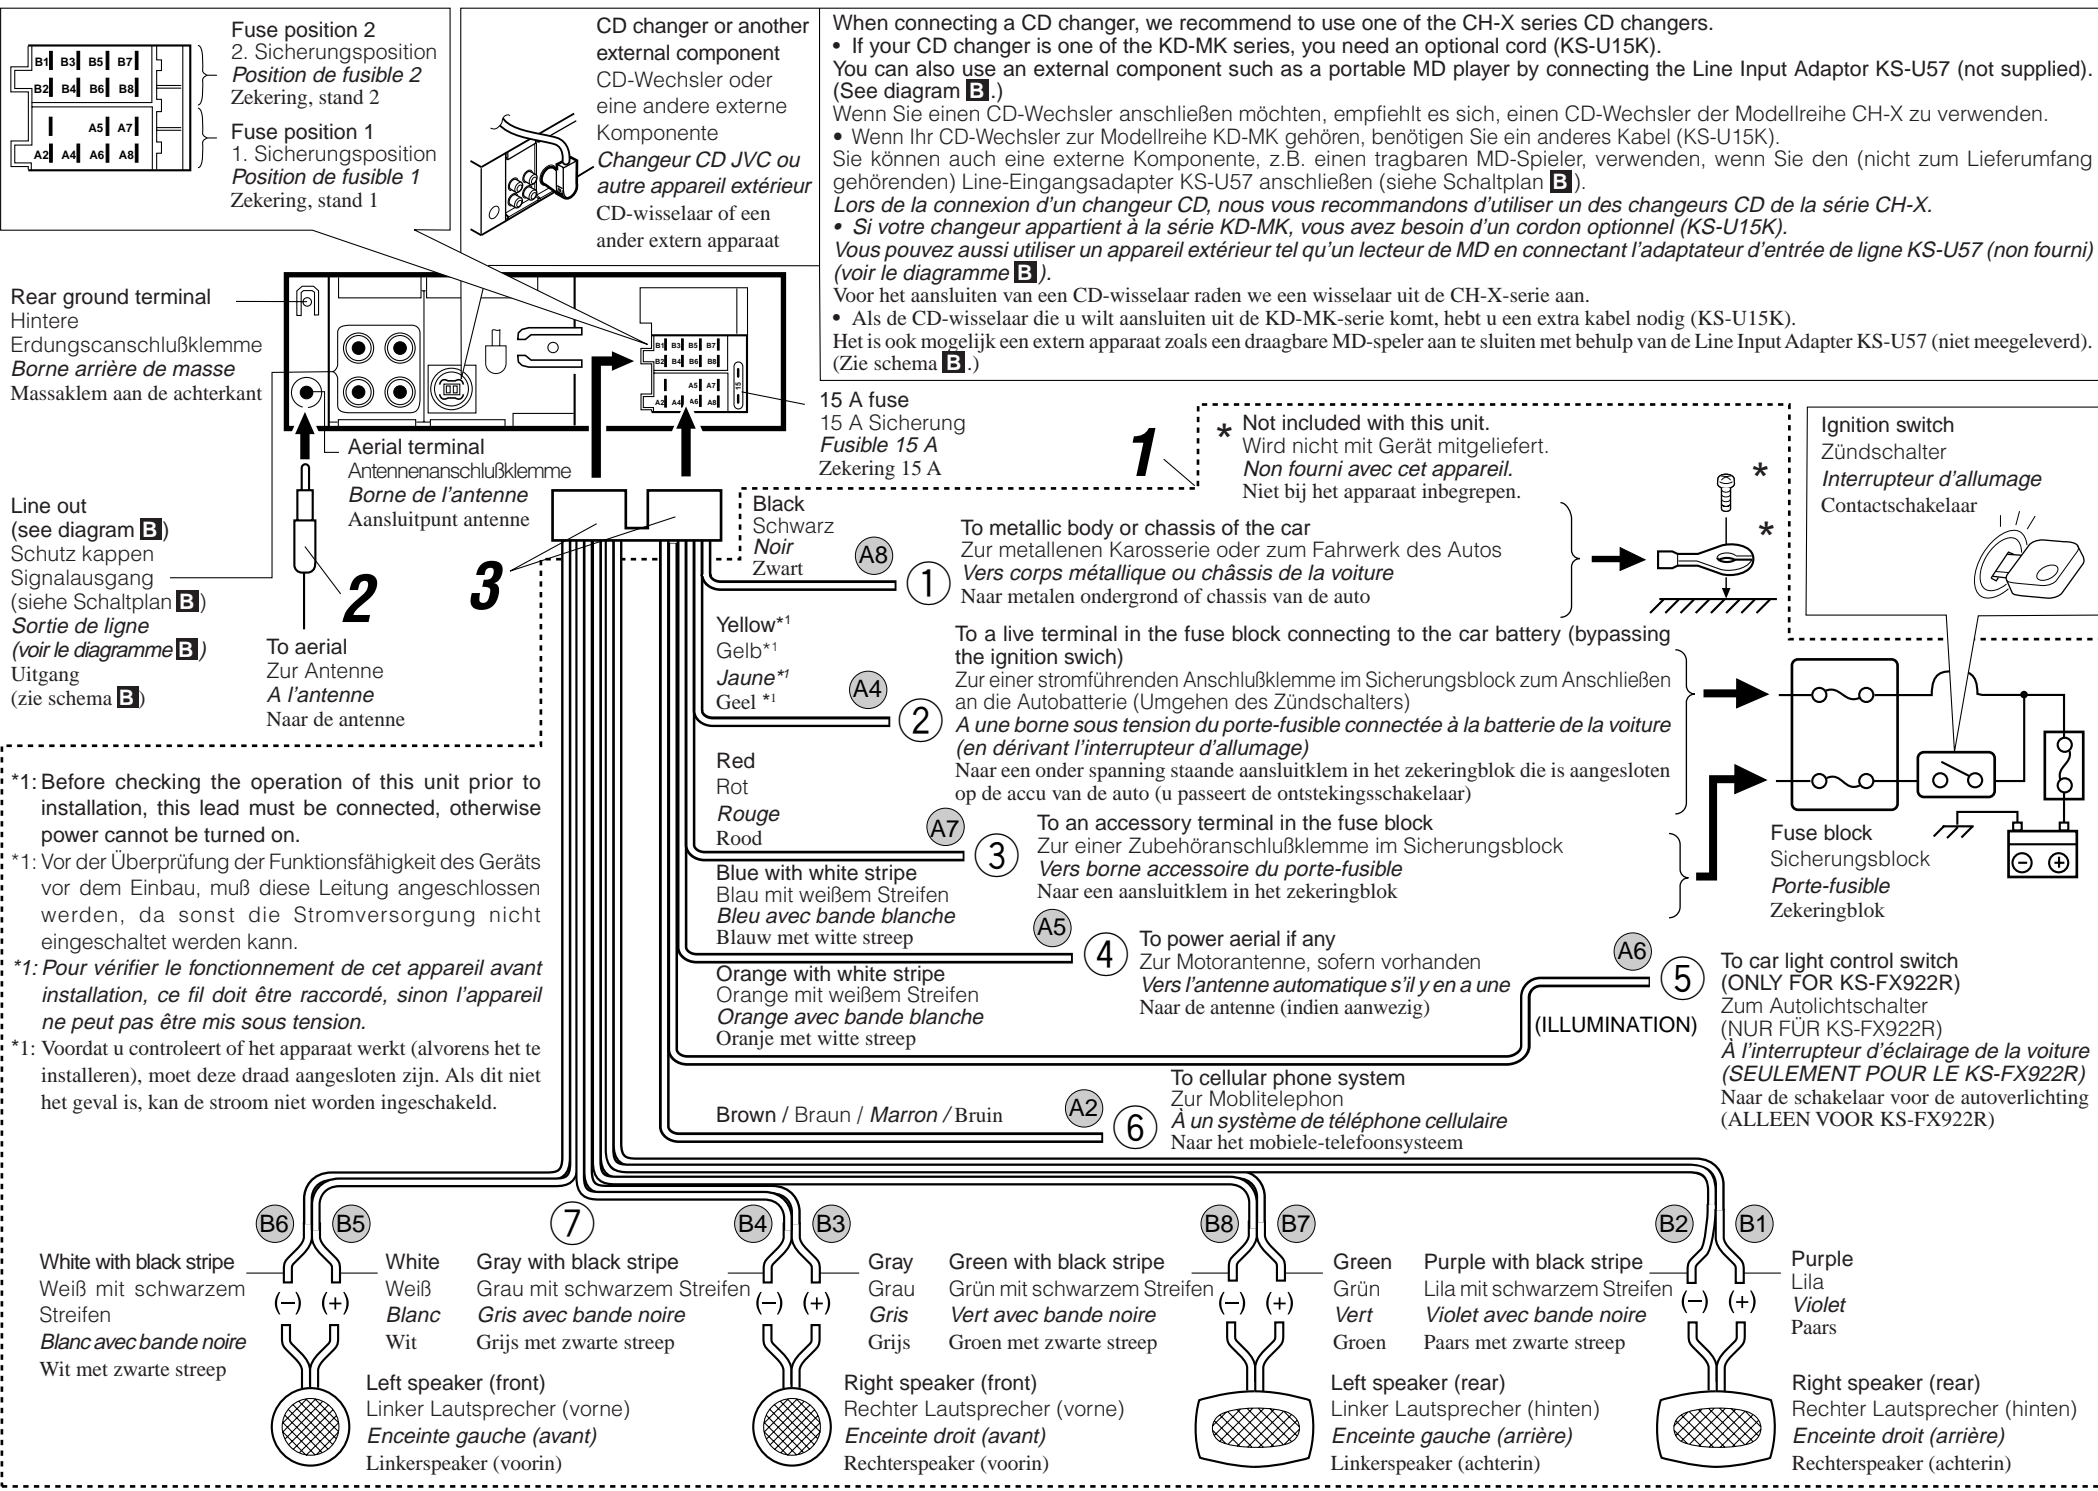 Fuse position 2
2. Sicherungsposition
Position de fusible 2
Zekering, stand 2
B1 B3 B5 B7
B2 B4 B6 B8
Fuse position 1
1. Sicherungsposition
Position de fusible 1
Zekering, stand 1
A5 A7
A2 A4 A6 A8
CD changer or another
external component
CD-Wechsler oder
eine andere externe
Komponente
Changeur CD JVC ou
autre appareil extérieur
CD-wisselaar of een
ander extern apparaat
When connecting a CD changer, we recommend to use one of the CH-X series CD changers.
• If your CD changer is one of the KD-MK series, you need an optional cord (KS-U15K).
You can also use an external component such as a portable MD player by connecting the Line Input Adaptor KS-U57 (not supplied).
(See diagram B .)
Wenn Sie einen CD-Wechsler anschließen möchten, empfiehlt es sich, einen CD-Wechsler der Modellreihe CH-X zu verwenden.
• Wenn Ihr CD-Wechsler zur Modellreihe KD-MK gehören, benötigen Sie ein anderes Kabel (KS-U15K).
Sie können auch eine externe Komponente, z.B. einen tragbaren MD-Spieler, verwenden, wenn Sie den (nicht zum Lieferumfang
gehörenden) Line-Eingangsadapter KS-U57 anschließen (siehe Schaltplan B ).
Lors de la connexion d’un changeur CD, nous vous recommandons d’utiliser un des changeurs CD de la série CH-X.
• Si votre changeur appartient à la série KD-MK, vous avez besoin d’un cordon optionnel (KS-U15K).
Vous pouvez aussi utiliser un appareil extérieur tel qu’un lecteur de MD en connectant l’adaptateur d’entrée de ligne KS-U57 (non fourni)
(voir le diagramme B ).
Voor het aansluiten van een CD-wisselaar raden we een wisselaar uit de CH-X-serie aan.
• Als de CD-wisselaar die u wilt aansluiten uit de KD-MK-serie komt, hebt u een extra kabel nodig (KS-U15K).
Het is ook mogelijk een extern apparaat zoals een draagbare MD-speler aan te sluiten met behulp van de Line Input Adapter KS-U57 (niet meegeleverd).
(Zie schema B .)
Rear ground terminal
Hintere
Erdungscanschlußklemme
Borne arrière de masse
Massaklem aan de achterkant
B1 B3 B5 B7
B2 B4 B6 B8
A5 A7
A2 A4 A6 A8
15
15 A fuse
15 A Sicherung
Fusible 15 A
Zekering 15 A
Aerial terminal
Antennenanschlußklemme
Borne de l’antenne
Aansluitpunt antenne
Line out
(see diagram B)
Schutz kappen
Signalausgang
(siehe Schaltplan B)
Sortie de ligne
(voir le diagramme B )
Uitgang
(zie schema B)
2
To aerial
Zur Antenne
A l’antenne
Naar de antenne
3
1
* Not included with this unit.
Wird nicht mit Gerät mitgeliefert.
Non fourni avec cet appareil.
Niet bij het apparaat inbegrepen.
*
*
Ignition switch
Zündschalter
Interrupteur d’allumage
Contactschakelaar
Black
Schwarz
Noir
Zwart
A8
1
To metallic body or chassis of the car
Zur metallenen Karosserie oder zum Fahrwerk des Autos
Vers corps métallique ou châssis de la voiture
Naar metalen ondergrond of chassis van de auto
Yellow*1
Gelb*1
Jaune*1
Geel *1
A4
2
To a live terminal in the fuse block connecting to the car battery (bypassing
the ignition swich)
Zur einer stromführenden Anschlußklemme im Sicherungsblock zum Anschließen
an die Autobatterie (Umgehen des Zündschalters)
A une borne sous tension du porte-fusible connectée à la batterie de la voiture
(en dérivant l’interrupteur d’allumage)
Naar een onder spanning staande aansluitklem in het zekeringblok die is aangesloten
op de accu van de auto (u passeert de ontstekingsschakelaar)
Red
Rot
Rouge
Rood
A7
3
To an accessory terminal in the fuse block
Zur einer Zubehöranschlußklemme im Sicherungsblock
Vers borne accessoire du porte-fusible
Naar een aansluitklem in het zekeringblok
Fuse block
Sicherungsblock
Porte-fusible
Zekeringblok
*1: Before checking the operation of this unit prior to
installation, this lead must be connected, otherwise
power cannot be turned on.
*1: Vor der Überprüfung der Funktionsfähigkeit des Geräts
vor dem Einbau, muß diese Leitung angeschlossen
werden, da sonst die Stromversorgung nicht
eingeschaltet werden kann.
*1: Pour vérifier le fonctionnement de cet appareil avant
installation, ce fil doit être raccordé, sinon l’appareil
ne peut pas être mis sous tension.
*1: Voordat u controleert of het apparaat werkt (alvorens het te
installeren), moet deze draad aangesloten zijn. Als dit niet
het geval is, kan de stroom niet worden ingeschakeld.
Blue with white stripe
Blau mit weißem Streifen
Bleu avec bande blanche
Blauw met witte streep
A5
4
To power aerial if any
Zur Motorantenne, sofern vorhanden
Vers l’antenne automatique s’il y en a une
Naar de antenne (indien aanwezig)
Orange with white stripe
Orange mit weißem Streifen
Orange avec bande blanche
Oranje met witte streep
A6
5
(ILLUMINATION)
To car light control switch
(ONLY FOR KS-FX922R)
Zum Autolichtschalter
(NUR FÜR KS-FX922R)
À l’interrupteur d’éclairage de la voiture
(SEULEMENT POUR LE KS-FX922R)
Naar de schakelaar voor de autoverlichting
(ALLEEN VOOR KS-FX922R)
Brown / Braun / Marron / Bruin
A2
6
To cellular phone system
Zur Moblitelephon
À un système de téléphone cellulaire
Naar het mobiele-telefoonsysteem
7
B6 B5
White with black stripe
Weiß mit schwarzem
Streifen
Blanc avec bande noire
Wit met zwarte streep
(–) (+)
White
Weiß
Blanc
Wit
Left speaker (front)
Linker Lautsprecher (vorne)
Enceinte gauche (avant)
Linkerspeaker (voorin)
B4 B3
Gray with black stripe
Grau mit schwarzem Streifen
Gris avec bande noire
Grijs met zwarte streep
(–) (+)
Gray
Grau
Gris
Grijs
Right speaker (front)
Rechter Lautsprecher (vorne)
Enceinte droit (avant)
Rechterspeaker (voorin)
B8 B7
Green with black stripe
Grün mit schwarzem Streifen
Vert avec bande noire
Groen met zwarte streep
(–) (+)
Green
Grün
Vert
Groen
Left speaker (rear)
Linker Lautsprecher (hinten)
Enceinte gauche (arrière)
Linkerspeaker (achterin)
B2 B1
Purple with black stripe
Lila mit schwarzem Streifen
Violet avec bande noire
Paars met zwarte streep
(–) (+)
Purple
Lila
Violet
Paars
Right speaker (rear)
Rechter Lautsprecher (hinten)
Enceinte droit (arrière)
Rechterspeaker (achterin)